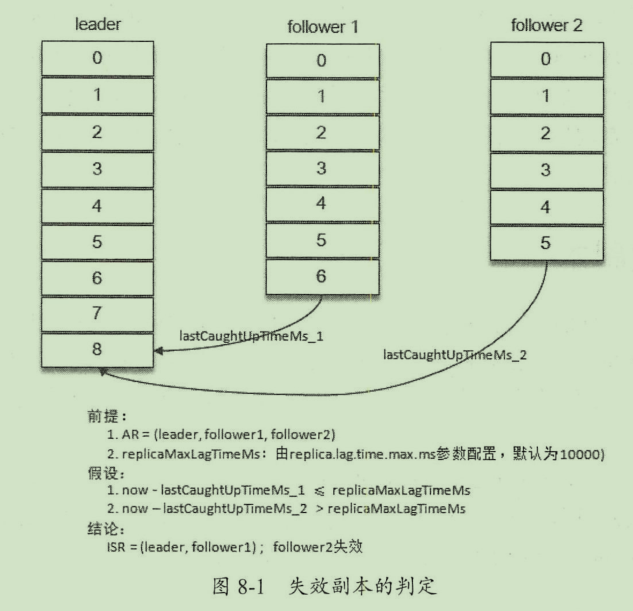 leader
follower 1
follower 2
0
1
2
3
4
5
6
7
8
0
1
2
3
4
5
6
0
1
2
3
4
5
lastCaughtUpTimeMs_1
lastCaughtUpTimeMs_2
前提：
1. AR = (leader, follower1, follower2)
2. replicaMaxLagTimeMs：由replica.lag.time.max.ms参数配置，默认为10000)
假设：
1. now - lastCaughtUpTimeMs_1 ≤ replicaMaxLagTimeMs
2. now – lastCaughtUpTimeMs_2 > replicaMaxLagTimeMs
结论：
ISR = (leader, follower1)；follower2失效
图 8-1 失效副本的判定